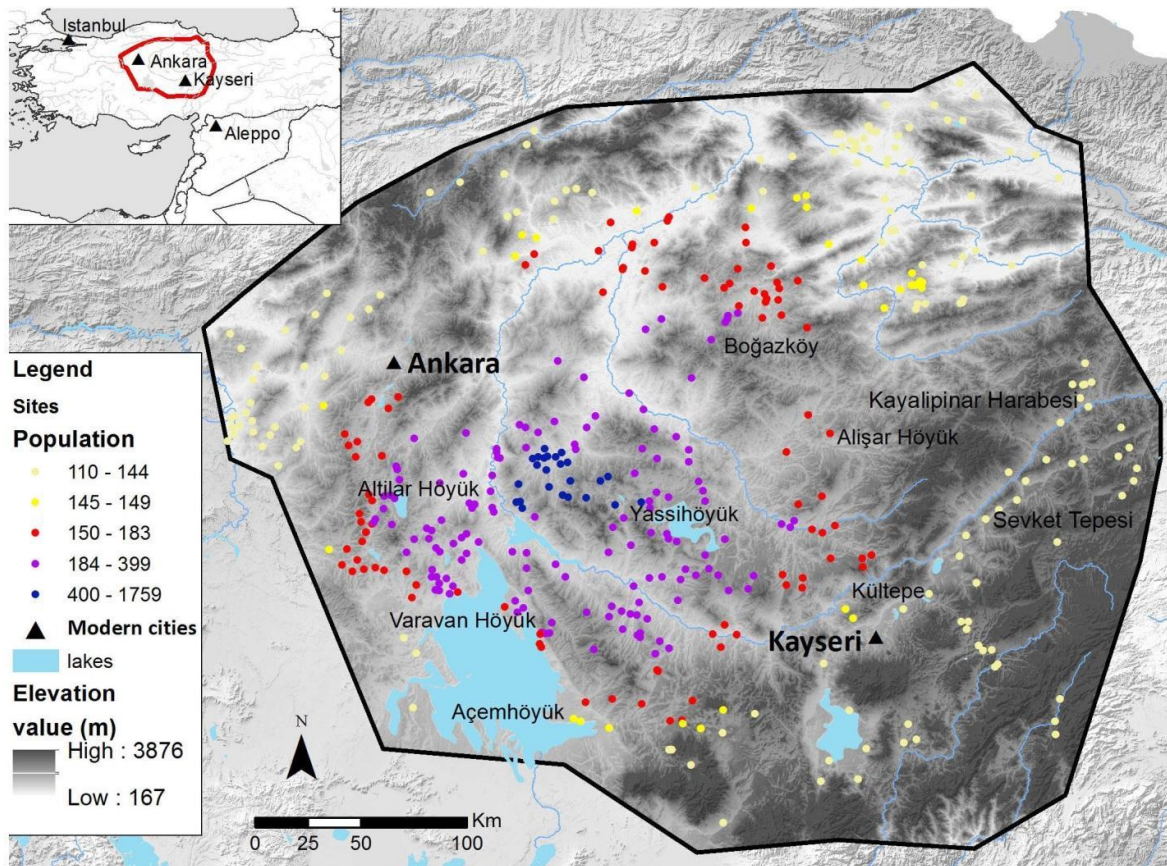 Istanbul
Ankara
Kayseri
Aleppo
Legend
Sites
Population
110 - 144
145 - 149
150 - 183
184 - 399
400 - 1759
Modern cities
lakes
Elevation
value (m)
High : 3876
Low : 167
Ankara
Boğazköy
Kayalipinar Harabesi
Alişar Höyük
Altilar Höyük
Yassihöyük
Sevket Tepesi
Kültepe
Varavan Höyük
Kayseri
Açemhöyük
N
Km
0 25 50 100